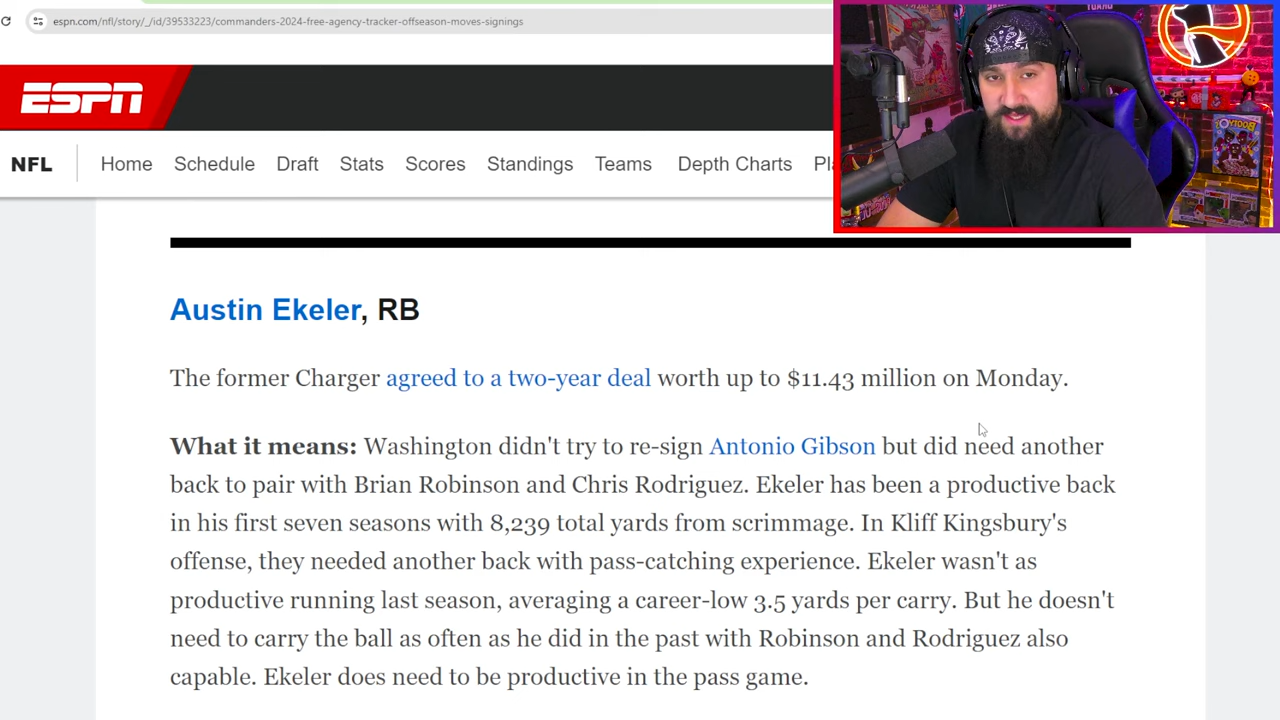 espn.com/nfl/story/_/id/39533223/commanders-2024-free-agency-tracker-offseason-moves-signings
ESPN
NFL Home Schedule Draft Stats Scores Standings Teams Depth Charts
Austin Ekeler, RB
The former Charger agreed to a two-year deal worth up to $11.43 million on Monday.
What it means: Washington didn't try to re-sign Antonio Gibson but did need another
back to pair with Brian Robinson and Chris Rodriguez. Ekeler has been a productive back
in his first seven seasons with 8,239 total yards from scrimmage. In Kliff Kingsbury's
offense, they needed another back with pass-catching experience. Ekeler wasn't as
productive running last season, averaging a career-low 3.5 yards per carry. But he doesn't
need to carry the ball as often as he did in the past with Robinson and Rodriguez also
capable. Ekeler does need to be productive in the pass game.